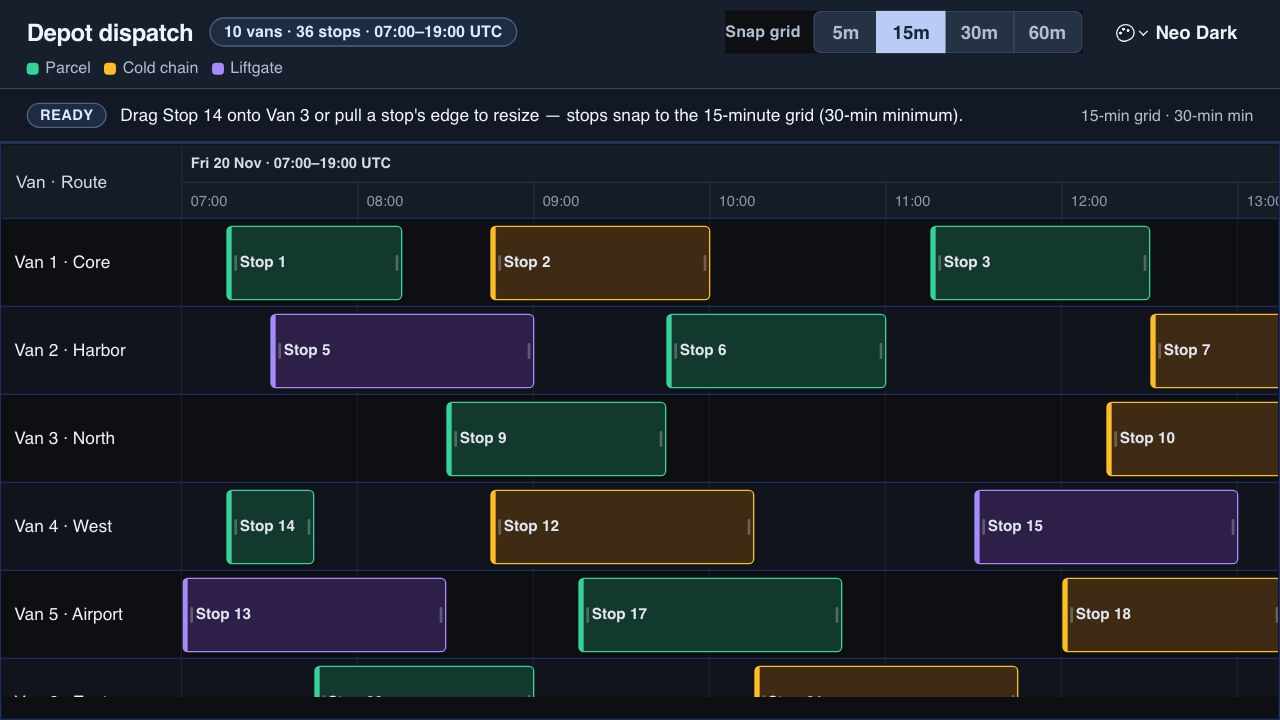 Depot dispatch
10 vans · 36 stops · 07:00–19:00 UTC
Snap grid
5m
15m
30m
60m
Neo Dark
Parcel
Cold chain
Liftgate
READY
Drag Stop 14 onto Van 3 or pull a stop's edge to resize — stops snap to the 15-minute grid (30-min minimum).
15-min grid · 30-min min
Van · Route
Fri 20 Nov · 07:00–19:00 UTC
07:00
08:00
09:00
10:00
11:00
12:00
Van 1 · Core
Stop 1
Stop 2
Stop 3
Van 2 · Harbor
Stop 5
Stop 6
Stop 7
Van 3 · North
Stop 9
Stop 10
Van 4 · West
Stop 14
Stop 12
Stop 15
Van 5 · Airport
Stop 13
Stop 17
Stop 18